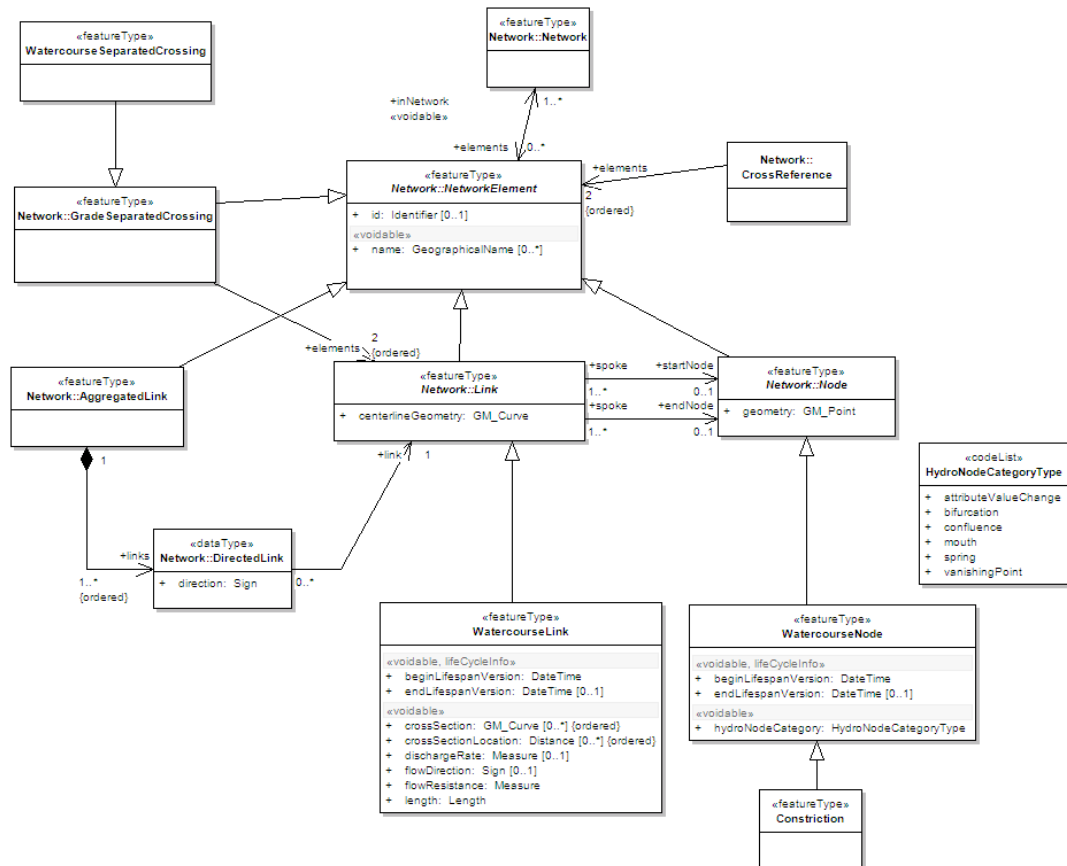 «featureType»
WatercourseSeparatedCrossing
«featureType»
Network::Network
+inNetwork
«voidable»
1..*
+elements
0..*
«featureType»
Network::NetworkElement
+ id: Identifier [0..1]
«voidable»
+ name: GeographicalName [0..*]
+elements
2
{ordered}
Network::
CrossReference
«featureType»
Network::GradeSeparatedCrossing
+elements
2
{ordered}
«featureType»
Network::AggregatedLink
1
«featureType»
Network::Link
+ centerlineGeometry: GM_Curve
+spoke
+startNode
1..*
0..1
+spoke
+endNode
1..*
0..1
«featureType»
Network::Node
+ geometry: GM_Point
+link
1
«codeList»
HydroNodeCategoryType
+ attributeValueChange
+ bifurcation
+ confluence
+ mouth
+ spring
+ vanishingPoint
+links
1..*
{ordered}
«dataType»
Network::DirectedLink
+ direction: Sign
0..*
«featureType»
WatercourseLink
«voidable, lifeCycleInfo»
+ beginLifespanVersion: DateTime
+ endLifespanVersion: DateTime [0..1]
«voidable»
+ crossSection: GM_Curve [0..*] {ordered}
+ crossSectionLocation: Distance [0..*] {ordered}
+ dischargeRate: Measure [0..1]
+ flowDirection: Sign [0..1]
+ flowResistance: Measure
+ length: Length
«featureType»
WatercourseNode
«voidable, lifeCycleInfo»
+ beginLifespanVersion: DateTime
+ endLifespanVersion: DateTime [0..1]
«voidable»
+ hydroNodeCategory: HydroNodeCategoryType
«featureType»
Constriction